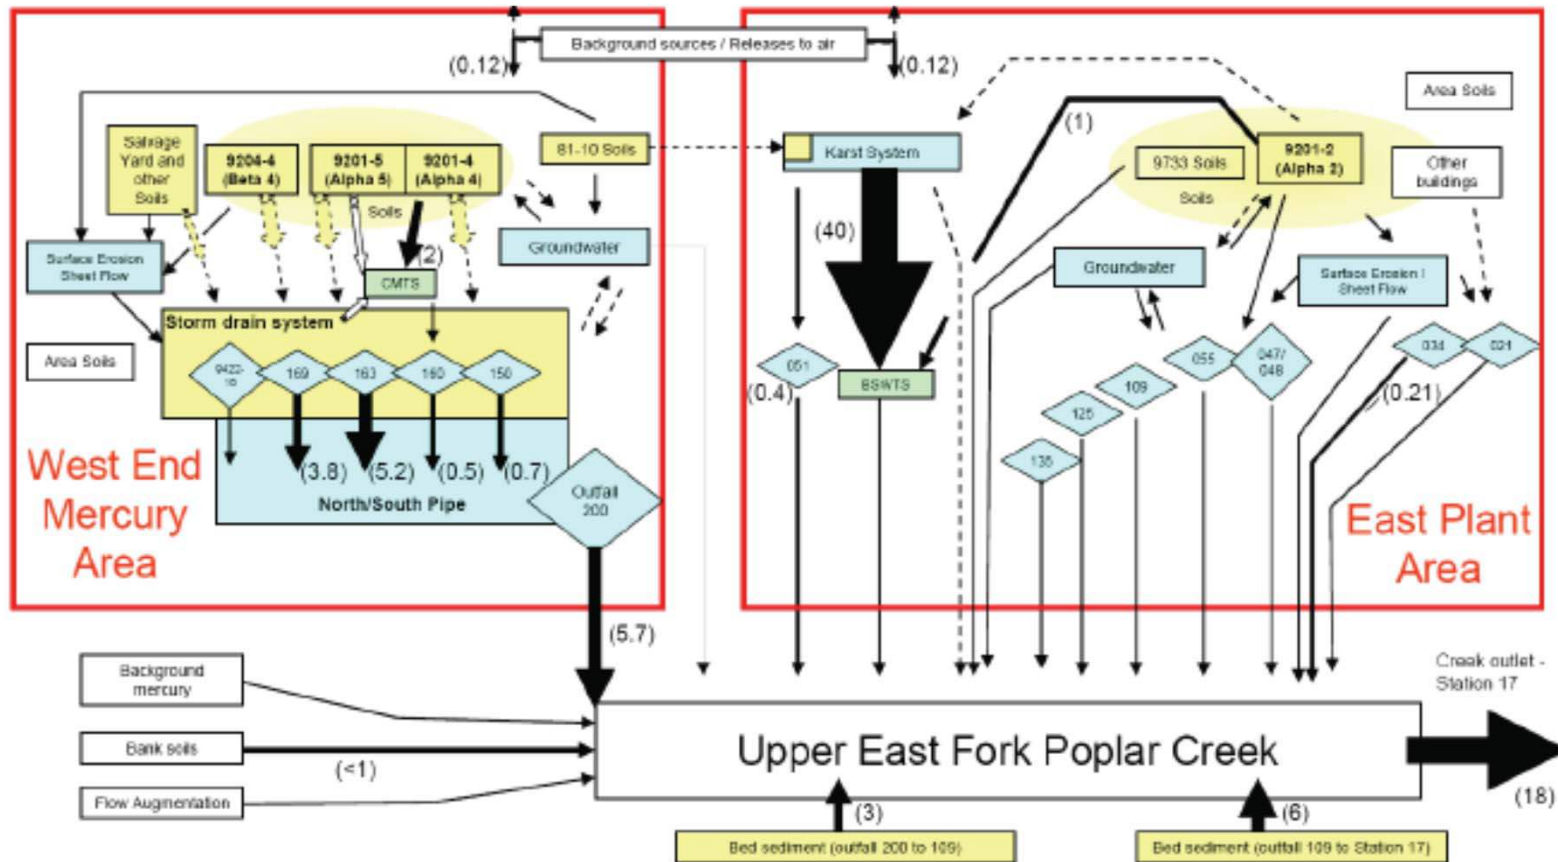 Background sources / Releases to air
(0.12)
(0.12)
Salvage
Yard and
other
Soils
9204-4
(Beta 4)
9201-5
(Alpha 5)
9201-4
(Alpha 4)
Soils
81-10 Soils
Surface Erosion
Sheet Flow
Groundwater
(2)
CMTS
Storm drain system
Area Soils
169
163
160
150
(3.8)
(5.2)
(0.5)
(0.7)
North/South Pipe
Outfall
200
West End
Mercury
Area
(5.7)
Area Soils
Karst System
(1)
9733 Soils
Soils
9201-2
(Alpha 2)
Other
buildings
(40)
Groundwater
Surface Erosion /
Sheet Flow
051
(0.4)
BSWTS
135
125
109
055
047/
048
034
021
(0.21)
East Plant
Area
Background
mercury
Bank soils
(<1)
Flow Augmentation
Upper East Fork Poplar Creek
Creek outlet -
Station 17
(18)
(3)
(6)
Bed sediment (outfall 200 to 109)
Bed sediment (outfall 109 to Station 17)